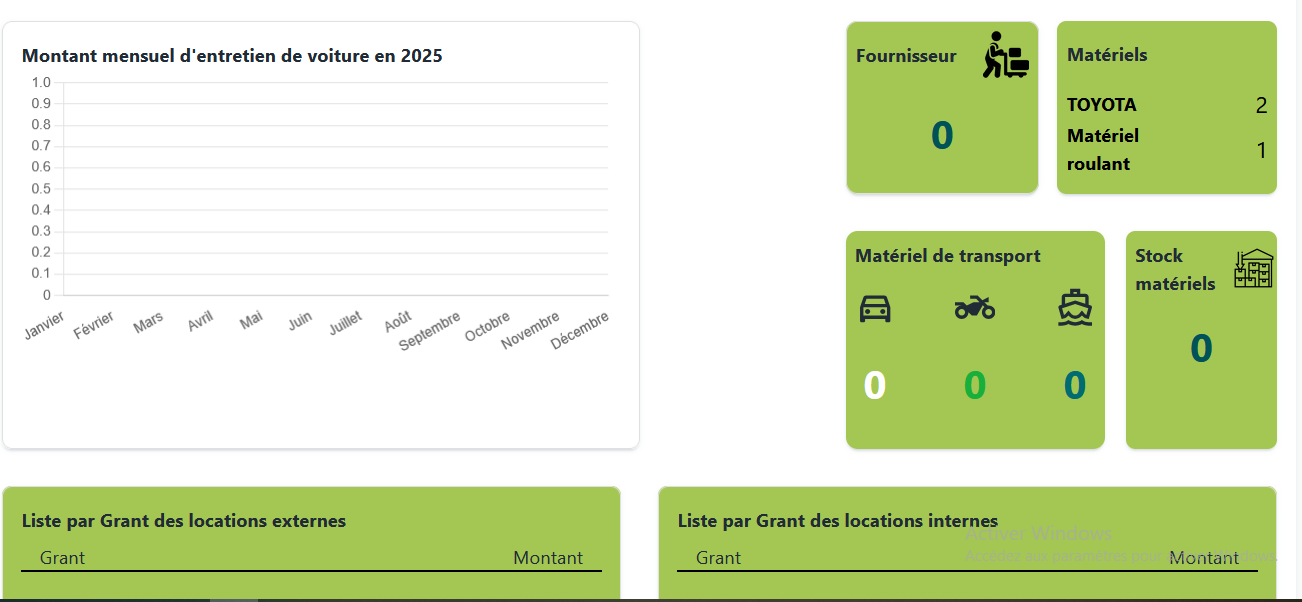 Montant mensuel d'entretien de voiture en 2025
1.0
0.9
0.8
0.7
0.6
0.5
0.4
0.3
0.2
0.1
0
Janvier Février Mars Avril Mai Juin Juillet Août Septembre Octobre Novembre Décembre
Fournisseur
0
Matériels
TOYOTA 2
Matériel
roulant 1
Matériel de transport
0 0 0
Stock
matériels
0
Liste par Grant des locations externes
Grant Montant
Liste par Grant des locations internes
Grant Montant
Activer Windows
Accédez aux paramètres pour activer Windows.